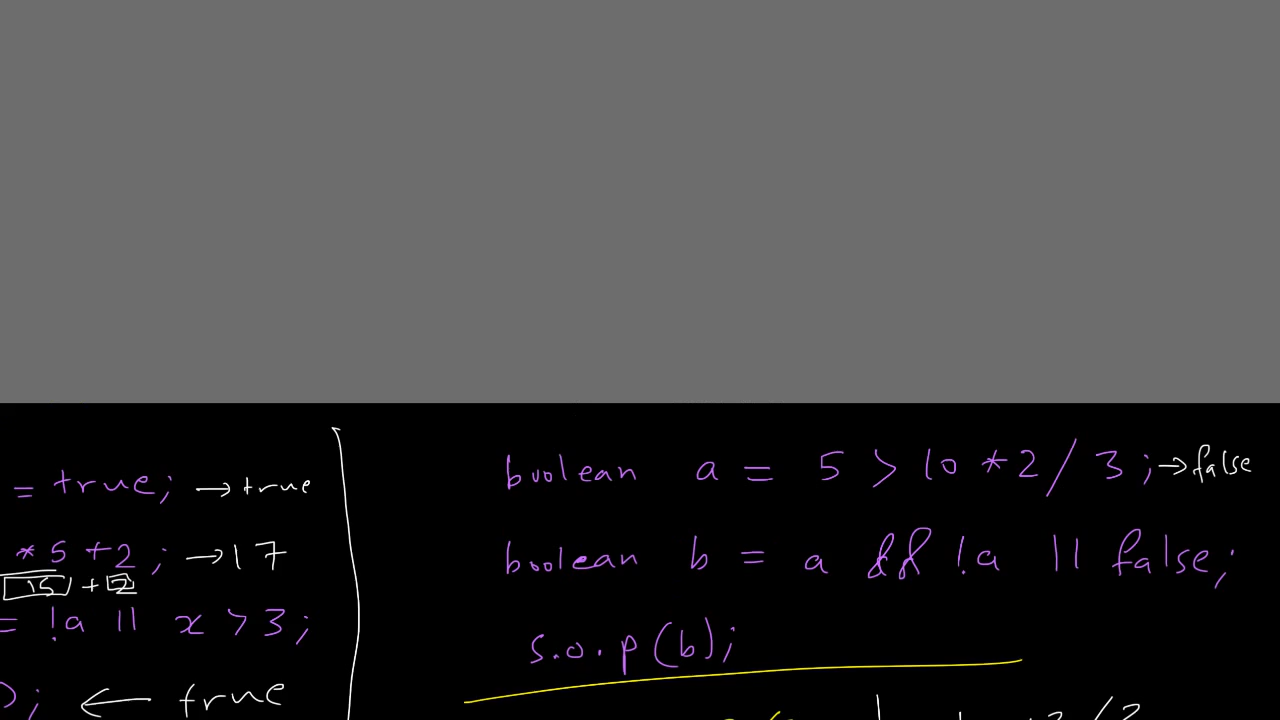 = true; → true
* 5 + 2 ; → 17
15 + 2
= !a || x > 3;
); ← true
boolean a = 5 > 10 * 2 / 3 ; → false
boolean b = a && !a || false;
s.o.p(b);